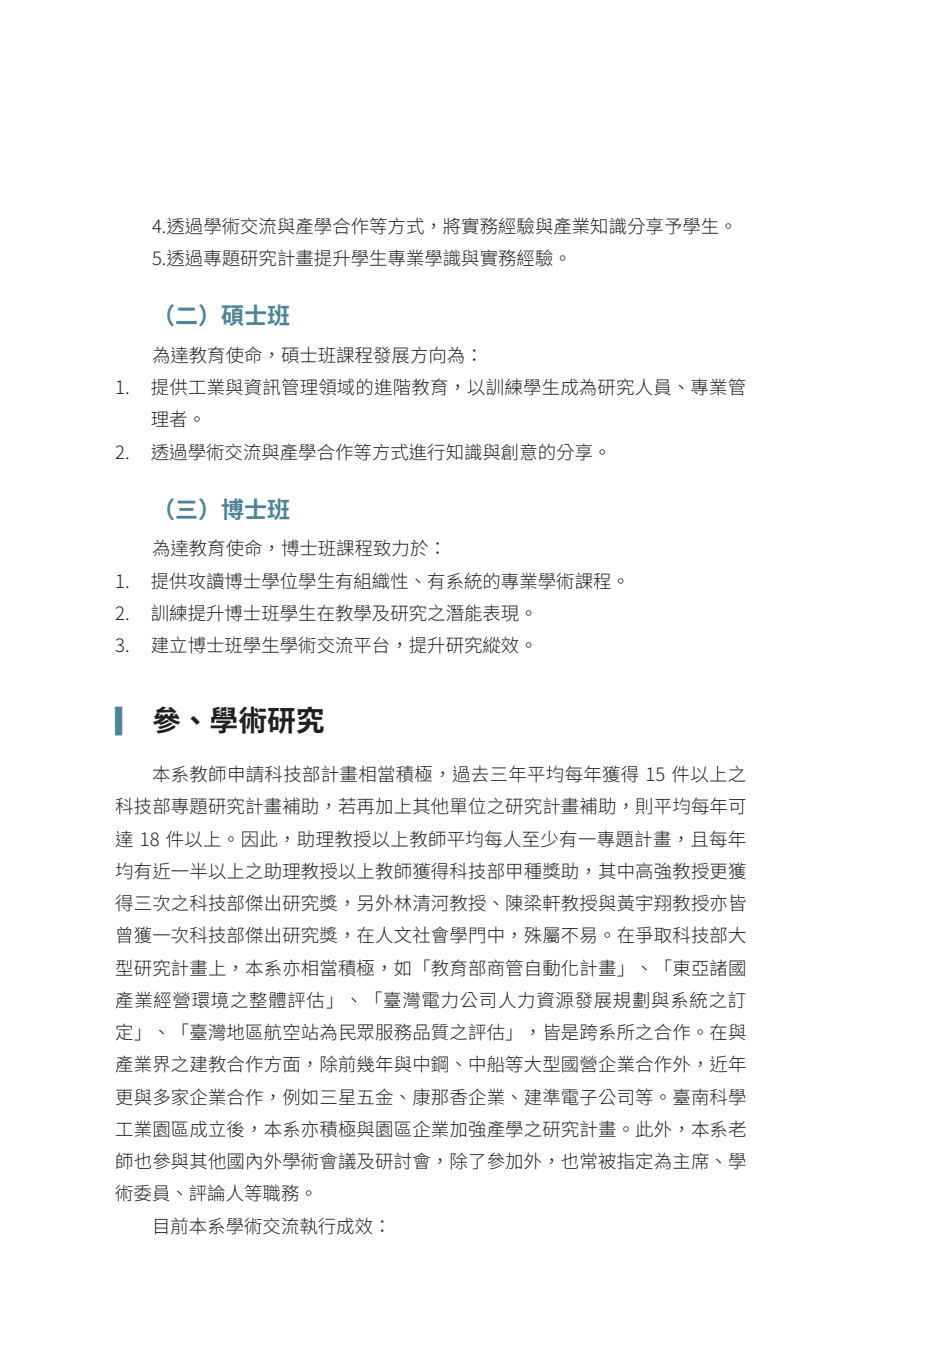 4.透過學術交流與產學合作等方式，將實務經驗與產業知識分享予學生。
5.透過專題研究計畫提升學生專業學識與實務經驗。
（二）碩士班
為達教育使命，碩士班課程發展方向為：
1. 提供工業與資訊管理領域的進階教育，以訓練學生成為研究人員、專業管
理者。
2. 透過學術交流與產學合作等方式進行知識與創意的分享。
（三）博士班
為達教育使命，博士班課程致力於：
1. 提供攻讀博士學位學生有組織性、有系統的專業學術課程。
2. 訓練提升博士班學生在教學及研究之潛能表現。
3. 建立博士班學生學術交流平台，提升研究縱效。
參、學術研究
本系教師申請科技部計畫相當積極，過去三年平均每年獲得 15 件以上之
科技部專題研究計畫補助，若再加上其他單位之研究計畫補助，則平均每年可
達 18 件以上。因此，助理教授以上教師平均每人至少有一專題計畫，且每年
均有近一半以上之助理教授以上教師獲得科技部甲種獎助，其中高強教授更獲
得三次之科技部傑出研究獎，另外林清河教授、陳梁軒教授與黃宇翔教授亦皆
曾獲一次科技部傑出研究獎，在人文社會學門中，殊屬不易。在爭取科技部大
型研究計畫上，本系亦相當積極，如「教育部商管自動化計畫」、「東亞諸國
產業經營環境之整體評估」、「臺灣電力公司人力資源發展規劃與系統之訂
定」、「臺灣地區航空站為民眾服務品質之評估」，皆是跨系所之合作。在與
產業界之建教合作方面，除前幾年與中鋼、中船等大型國營企業合作外，近年
更與多家企業合作，例如三星五金、康那香企業、建準電子公司等。臺南科學
工業園區成立後，本系亦積極與園區企業加強產學之研究計畫。此外，本系老
師也參與其他國內外學術會議及研討會，除了參加外，也常被指定為主席、學
術委員、評論人等職務。
目前本系學術交流執行成效：